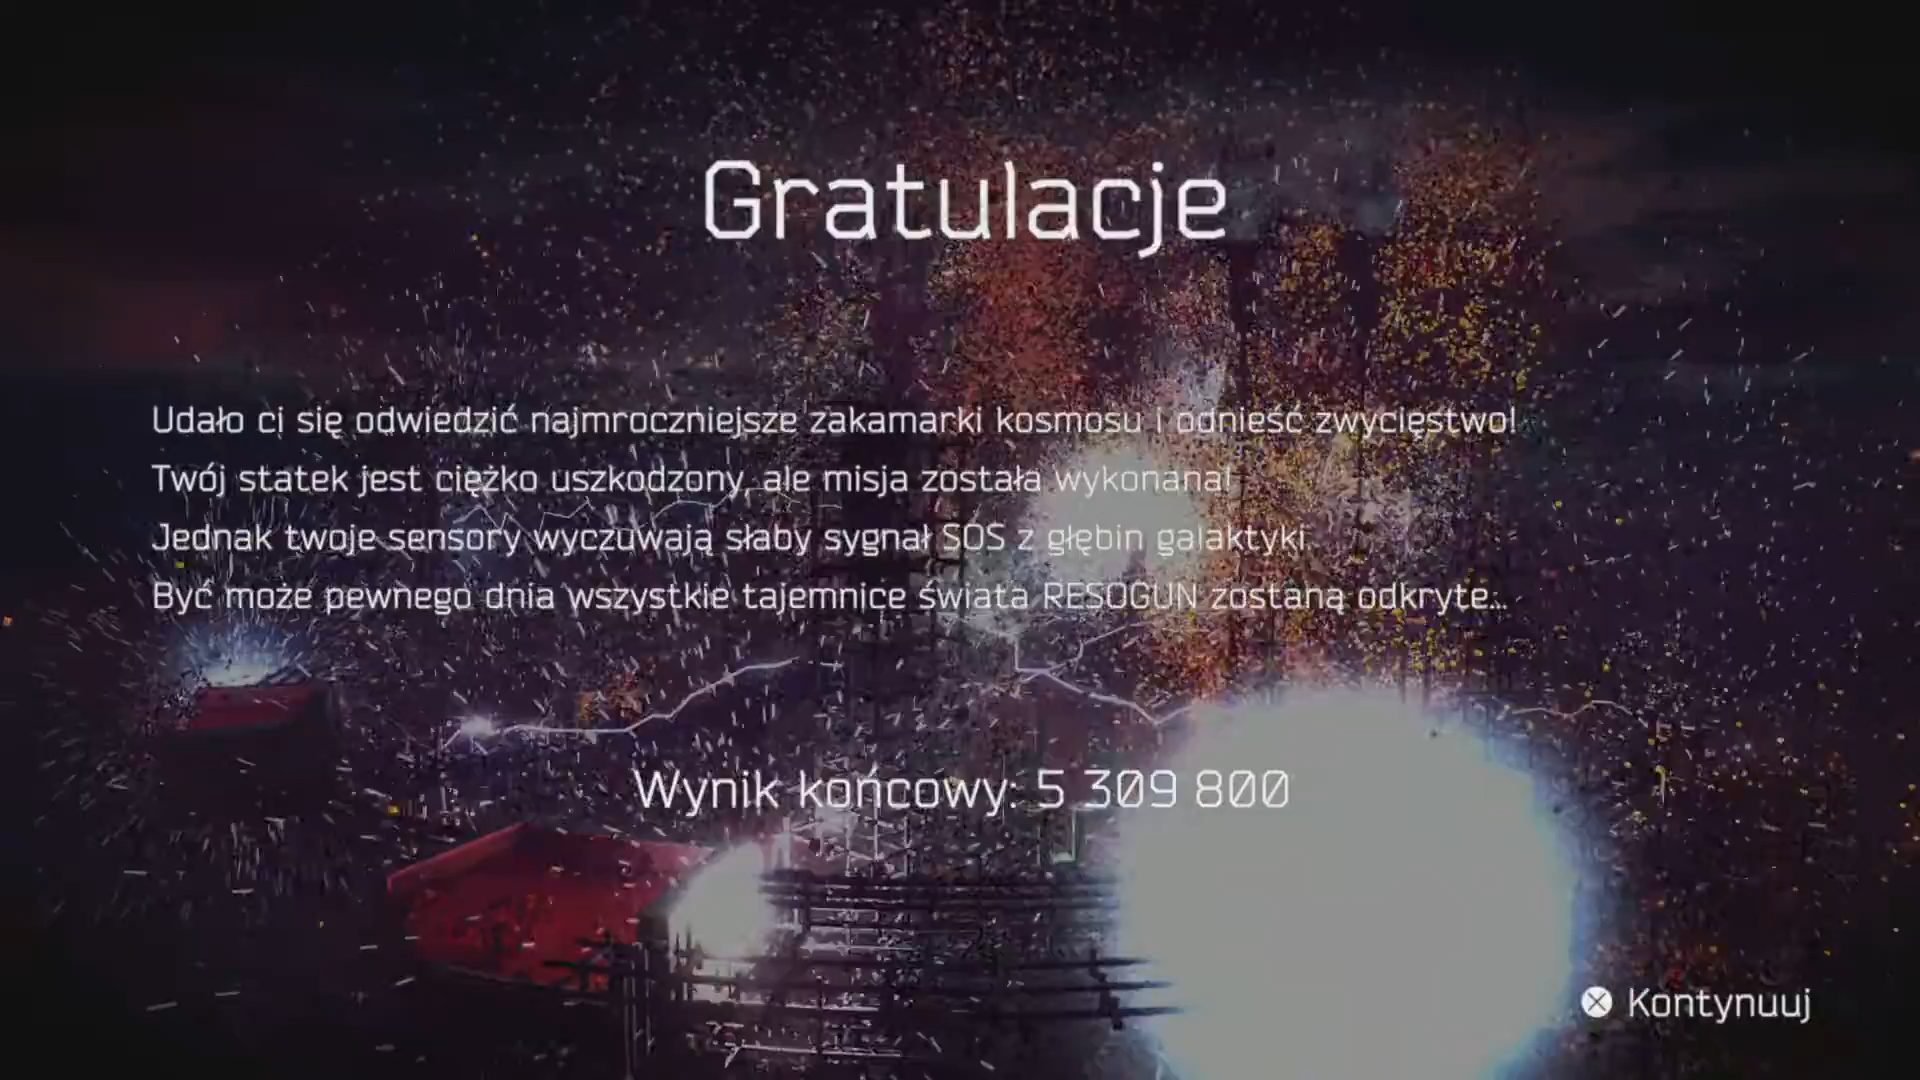 Gratulacje
Udało ci się odwiedzić najmroczniejsze zakamarki kosmosu i odnieść zwycięstwo!
Twój statek jest ciężko uszkodzony, ale misja została wykonana!
Jednak twoje sensory wyczuwają słaby sygnał SOS z głębin galaktyki.
Być może pewnego dnia wszystkie tajemnice świata RESOGUN zostaną odkryte...
Wynik końcowy: 5 309 800
Kontynuuj